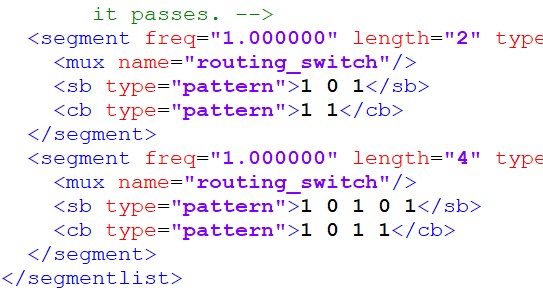 it passes. -->
<segment freq="1.000000" length="2" type
<mux name="routing_switch"/>
<sb type="pattern">1 0 1</sb>
<cb type="pattern">1 1</cb>
</segment>
<segment freq="1.000000" length="4" type
<mux name="routing_switch"/>
<sb type="pattern">1 0 1 0 1</sb>
<cb type="pattern">1 0 1 1</cb>
</segment>
</segmentlist>